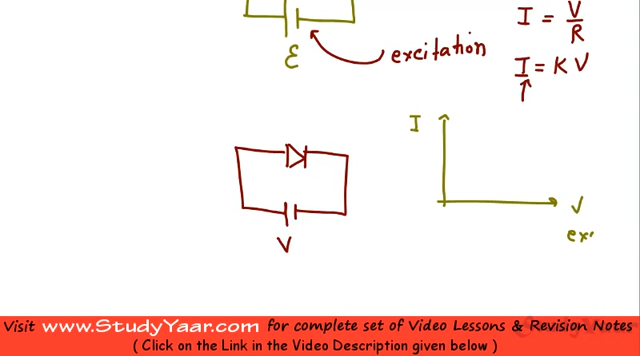 I = V/R
ε
excitation
I = K V
I
V
exc
V
Visit www.StudyYaar.com for complete set of Video Lessons & Revision Notes
( Click on the Link in the Video Description given below )